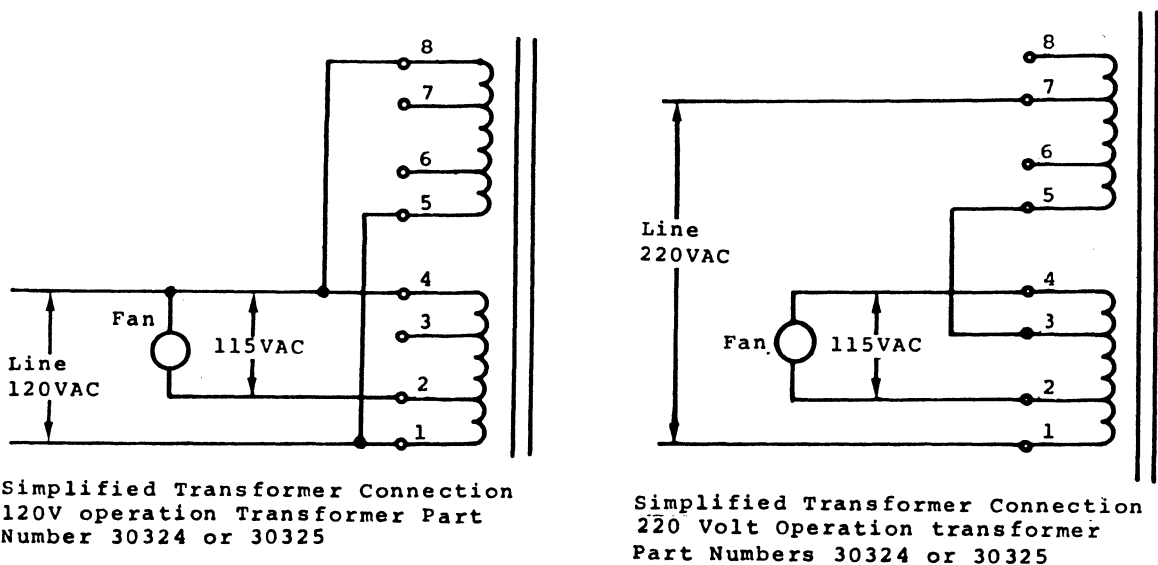 8
7
6
5
4
3
2
1
Fan
115VAC
Line
120VAC
Simplified Transformer Connection
120V operation Transformer Part
Number 30324 or 30325
8
7
6
5
4
3
2
1
Line
220VAC
Fan
115VAC
Simplified Transformer Connection
220 Volt Operation transformer
Part Numbers 30324 or 30325